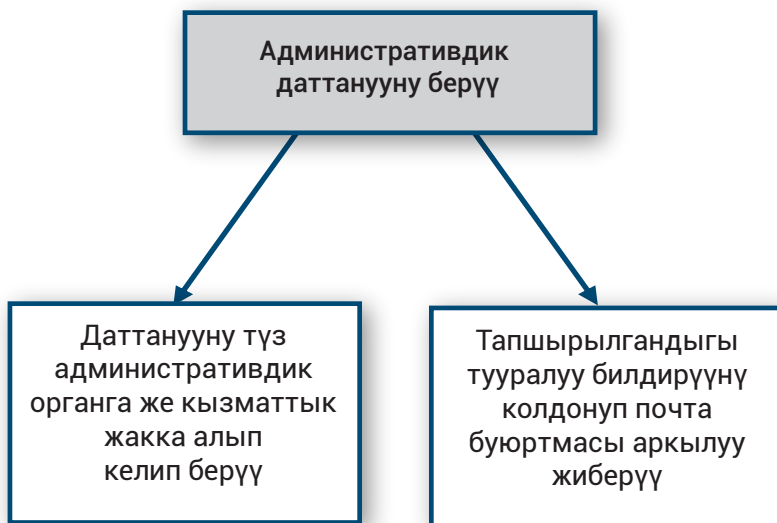 Административдик
даттанууну берүү
Даттанууну түз
административдик
органга же кызматтык
жакка алып
келип берүү
Тапшырылгандыгы
тууралуу билдирүүнү
колдонуп почта
буюртмасы аркылуу
жиберүү